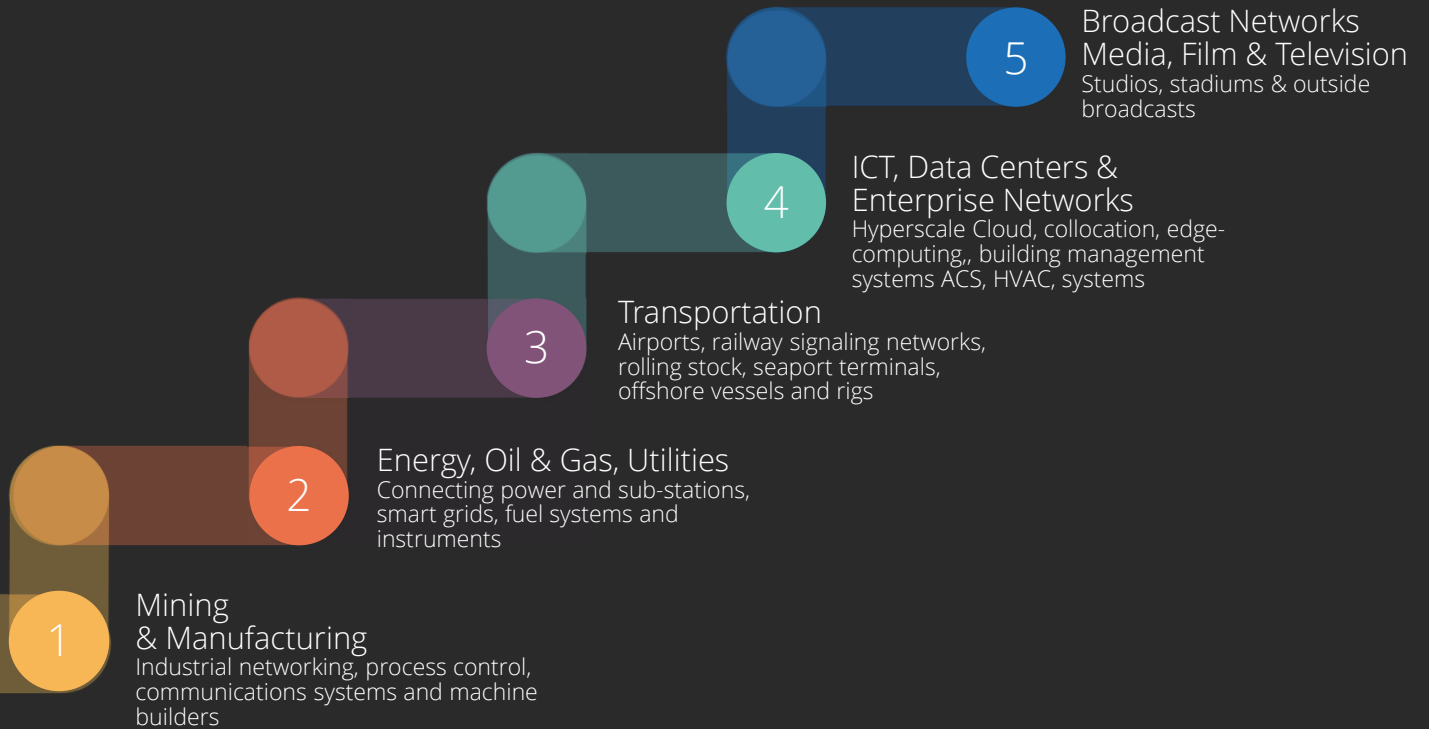 5
Broadcast Networks
Media, Film & Television
Studios, stadiums & outside
broadcasts
4
ICT, Data Centers &
Enterprise Networks
Hyperscale Cloud, collocation, edge-
computing,, building management
systems ACS, HVAC, systems
3
Transportation
Airports, railway signaling networks,
rolling stock, seaport terminals,
offshore vessels and rigs
2
Energy, Oil & Gas, Utilities
Connecting power and sub-stations,
smart grids, fuel systems and
instruments
1
Mining
& Manufacturing
Industrial networking, process control,
communications systems and machine
builders